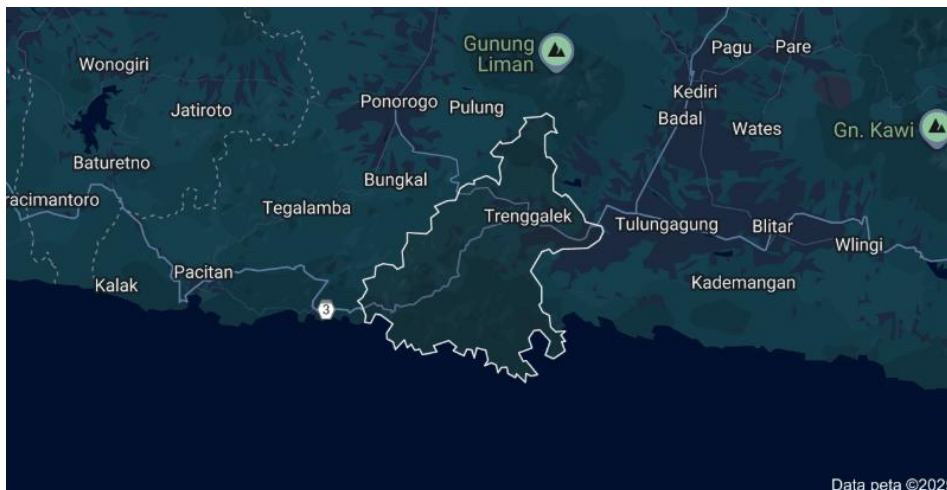 Gunung
Liman
Pagu
Pare
Wonogiri
Jatiroto
Ponorogo
Pulung
Kediri
Badal
Wates
Gn. Kawi
Baturetno
Bungkal
racimantoro
Tegalamba
Trenggalek
Tulungagung
Blitar
Wlingi
Kalak
Pacitan
Kademangan
3
Data peta ©202